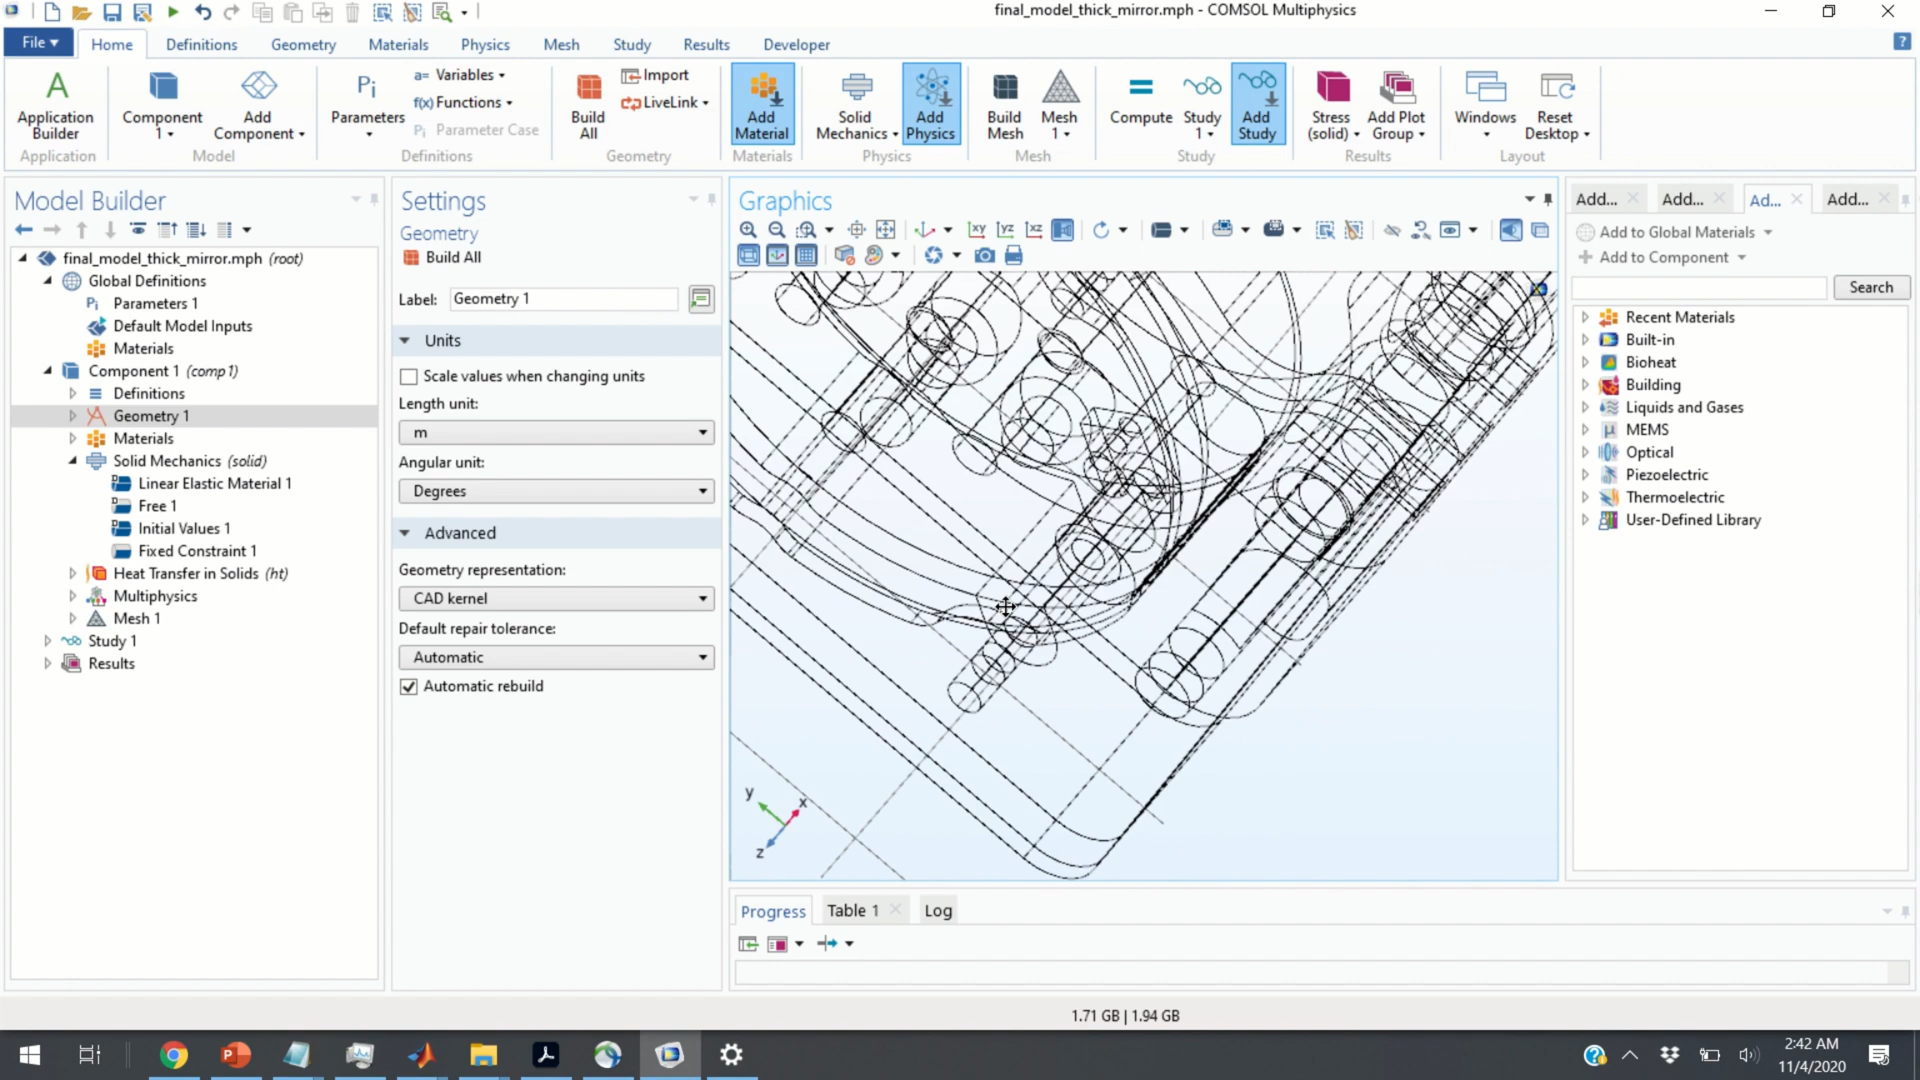 final_model_thick_mirror.mph - COMSOL Multiphysics
File
Home
Definitions
Geometry
Materials
Physics
Mesh
Study
Results
Developer
Application Builder
Application
Component 1
Add Component
Model
Pi
Parameters
a= Variables
f(x) Functions
Pi Parameter Case
Definitions
Build All
Import
LiveLink
Geometry
Add Material
Materials
Solid Mechanics
Add Physics
Physics
Build Mesh
Mesh 1
Mesh
Compute
Study 1
Add Study
Study
Stress (solid)
Add Plot Group
Results
Windows
Reset Desktop
Layout
Model Builder
final_model_thick_mirror.mph (root)
Global Definitions
Pi Parameters 1
Default Model Inputs
Materials
Component 1 (comp1)
Definitions
Geometry 1
Materials
Solid Mechanics (solid)
Linear Elastic Material 1
Free 1
Initial Values 1
Fixed Constraint 1
Heat Transfer in Solids (ht)
Multiphysics
Mesh 1
Study 1
Results
Settings
Geometry
Build All
Label: Geometry 1
Units
Scale values when changing units
Length unit:
m
Angular unit:
Degrees
Advanced
Geometry representation:
CAD kernel
Default repair tolerance:
Automatic
Automatic rebuild
Graphics
xy yz xz
y
x
z
Progress
Table 1
Log
Add...
Add...
Ad...
Add...
Add to Global Materials
Add to Component
Search
Recent Materials
Built-in
Bioheat
Building
Liquids and Gases
μ MEMS
Optical
Piezoelectric
Thermoelectric
User-Defined Library
1.71 GB | 1.94 GB
2:42 AM
11/4/2020